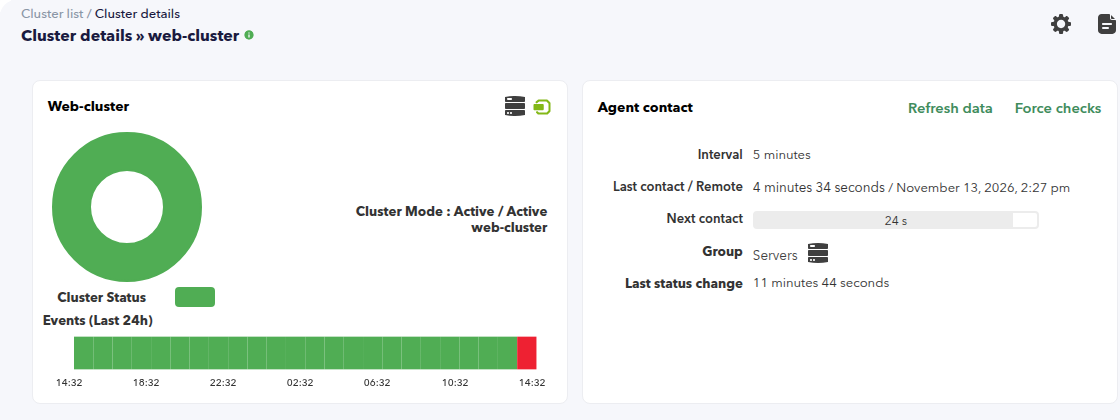 Cluster list / Cluster details
Cluster details » web-cluster
Web-cluster
Cluster Mode : Active / Active
web-cluster
Cluster Status
Events (Last 24h)
14:32 18:32 22:32 02:32 06:32 10:32 14:32
Agent contact Refresh data Force checks
Interval 5 minutes
Last contact / Remote 4 minutes 34 seconds / November 13, 2026, 2:27 pm
Next contact 24 s
Group Servers
Last status change 11 minutes 44 seconds